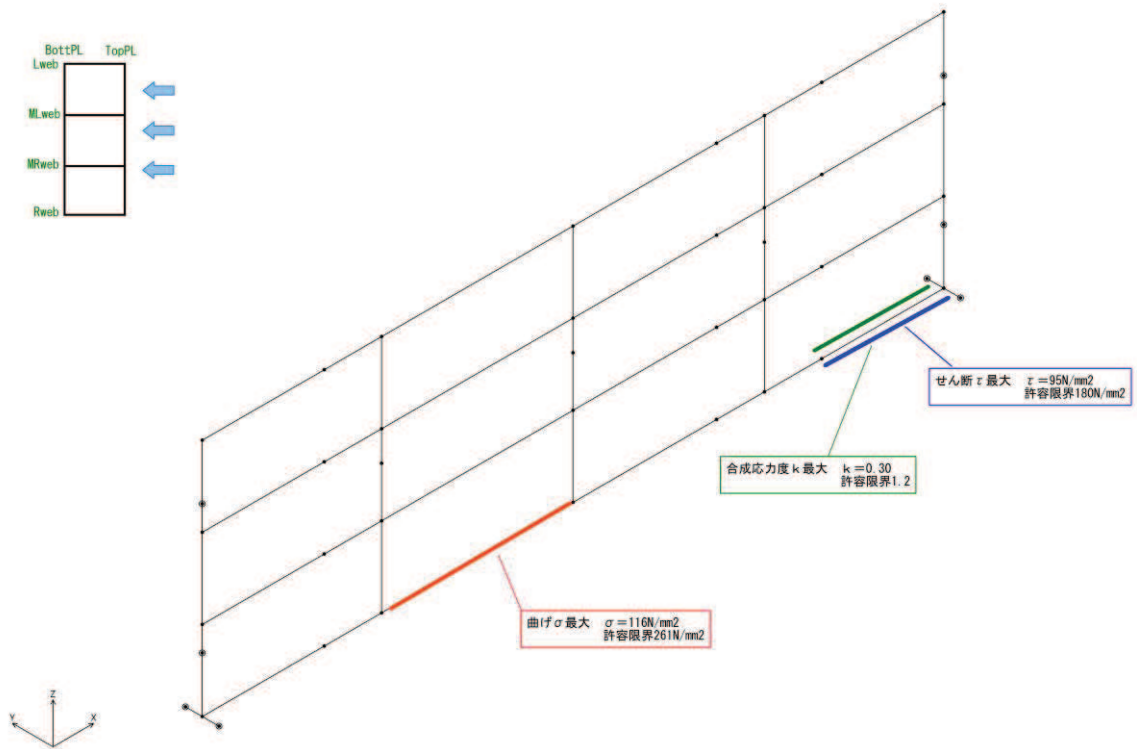 BottPL TopPL
Lweb
MLweb
MRweb
Rweb
せん断τ最大 τ=95N/mm2
許容限界180N/mm2
合成応力度k最大 k=0.30
許容限界1.2
曲げσ最大 σ=116N/mm2
許容限界261N/mm2
Z
Y
X